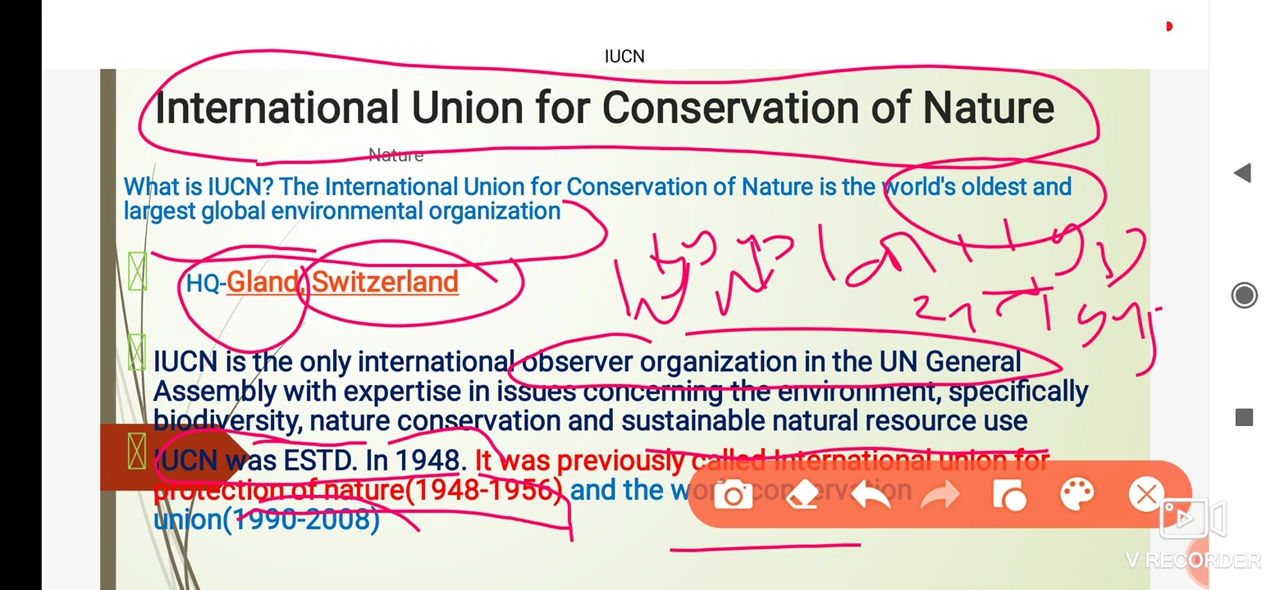 IUCN
International Union for Conservation of Nature
Nature
What is IUCN? The International Union for Conservation of Nature is the world's oldest and
largest global environmental organization
HQ-Gland, Switzerland
IUCN is the only international observer organization in the UN General
Assembly with expertise in issues concerning the environment, specifically
biodiversity, nature conservation and sustainable natural resource use
IUCN was ESTD. In 1948. It was previously called International union for
protection of nature(1948-1956) and the world conservation
union(1990-2008)
V RECORDER